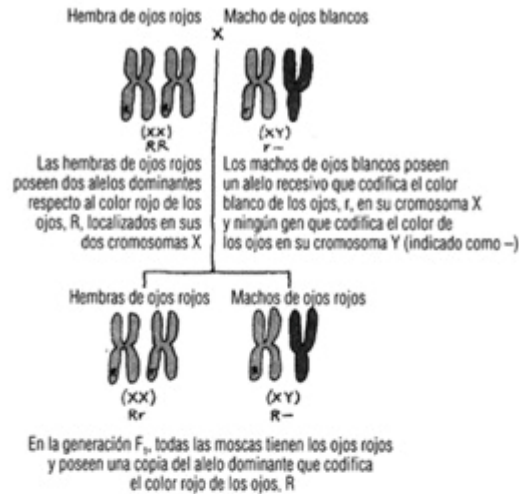 Hembra de ojos rojos
Macho de ojos blancos
X
(XX)
RR
(XY)
r–
Las hembras de ojos rojos
poseen dos alelos dominantes
respecto al color rojo de los
ojos, R, localizados en sus
dos cromosomas X
Los machos de ojos blancos poseen
un alelo recesivo que codifica el color
blanco de los ojos, r, en su cromosoma X
y ningún gen que codifica el color de
los ojos en su cromosoma Y (indicado como –)
Hembras de ojos rojos
Machos de ojos rojos
(XX)
Rr
(XY)
R–
En la generación F₁, todas las moscas tienen los ojos rojos
y poseen una copia del alelo dominante que codifica
el color rojo de los ojos, R